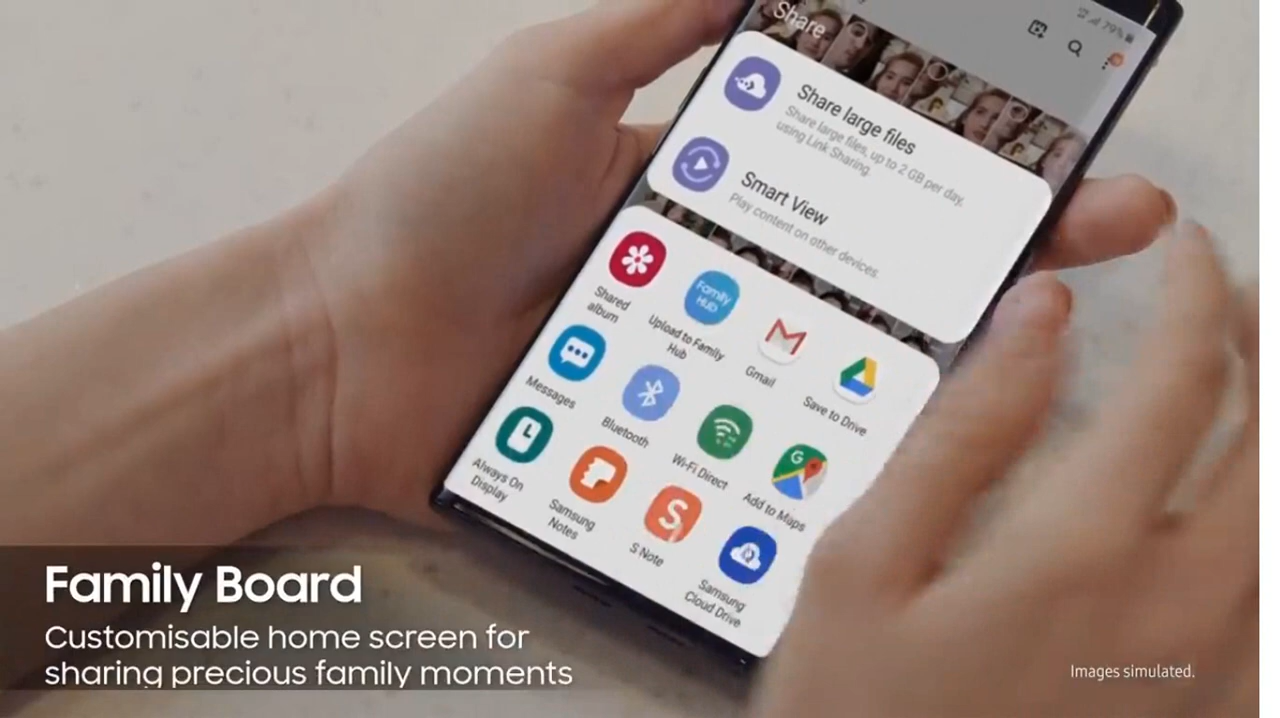 Share
79%
Share large files
Share large files, up to 2 GB per day,
using Link Sharing.
Smart View
Play content on other devices.
Family
HUB
Shared
album
Upload to Family
Hub
Gmail
Save to Drive
Messages
Bluetooth
Wi-Fi Direct
G
Add to Maps
Always On
Display
Samsung
Notes
S
S Note
Samsung
Cloud Drive
Family Board
Customisable home screen for
sharing precious family moments
Images simulated.